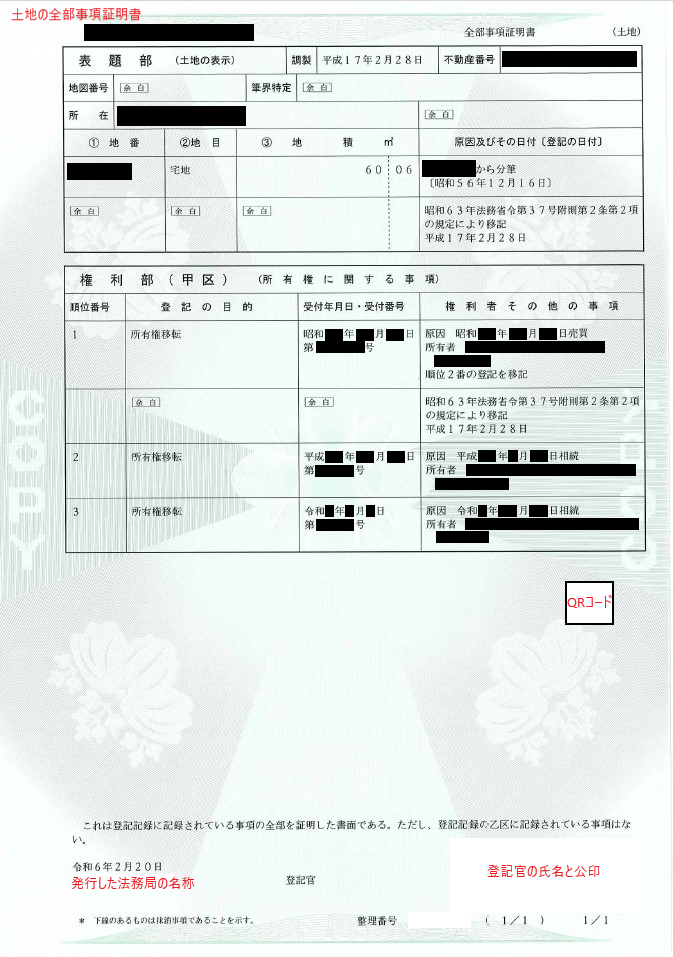 土地の全部事項証明書
全部事項証明書 (土地)
表題部 (土地の表示) 調製 平成17年2月28日 不動産番号
地図番号 余白 筆界特定 余白
所在 余白
①地番 ②地目 ③地積 ㎡ 原因及びその日付〔登記の日付〕
宅地 60 06 から分筆
〔昭和56年12月16日〕
余白 余白 余白 昭和63年法務省令第37号附則第2条第2項
の規定により移記
平成17年2月28日
権利部(甲区) (所有権に関する事項)
順位番号 登記の目的 受付年月日・受付番号 権利者その他の事項
1 所有権移転 昭和 年 月 日 原因 昭和 年 月 日売買
第 号 所有者
順位2番の登記を移記
余白 余白 昭和63年法務省令第37号附則第2条第2項
の規定により移記
平成17年2月28日
2 所有権移転 平成 年 月 日 原因 平成 年 月 日相続
第 号 所有者
3 所有権移転 令和 年 月 日 原因 令和 年 月 日相続
第 号 所有者
QRコード
これは登記記録に記録されている事項の全部を証明した書面である。ただし、登記記録の乙区に記録されている事項はな
い。
令和6年2月20日
発行した法務局の名称 登記官 登記官の氏名と公印
* 下線のあるものは抹消事項であることを示す。 整理番号 ( 1/1 ) 1/1
COPY
COPY